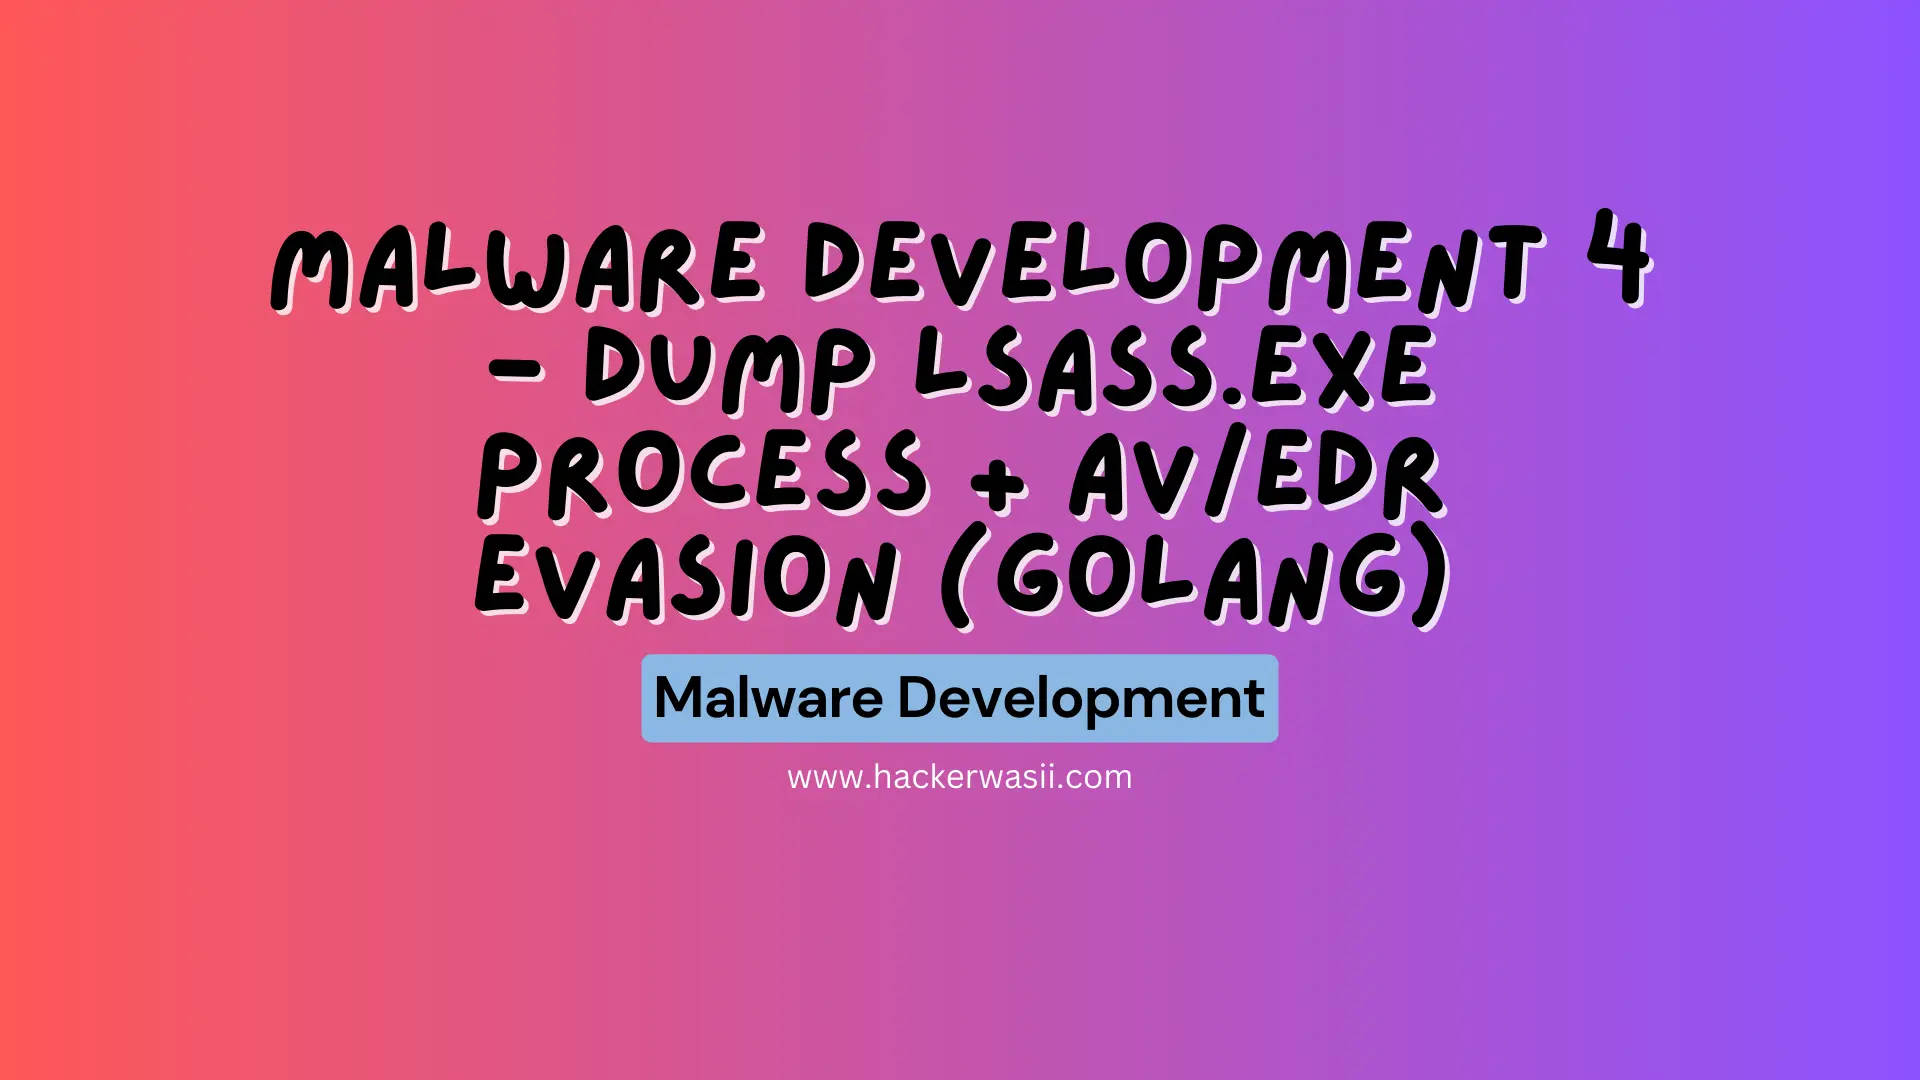 MALWARE DEVELOPMENT 4
- DUMP LSASS.EXE
PROCESS + AV/EDR
EVASION (GOLANG)
Malware Development
www.hackerwasii.com